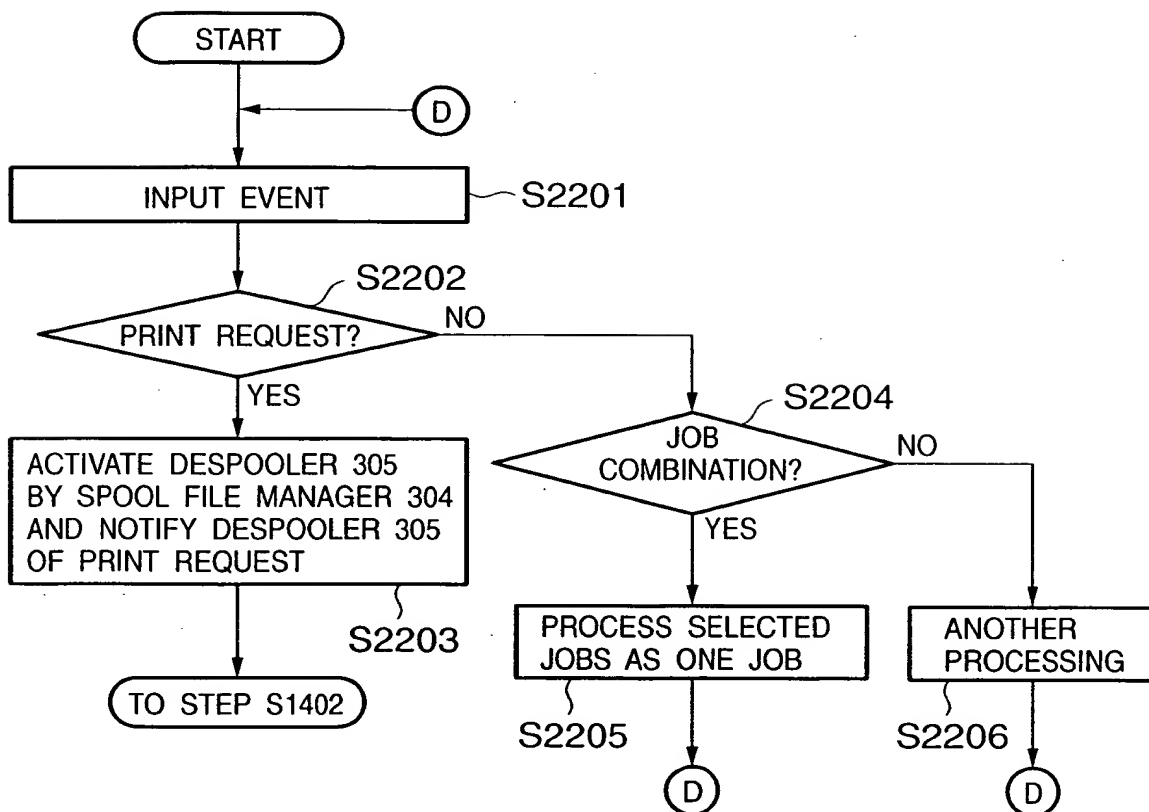 START
D
INPUT EVENT
S2201
S2202
PRINT REQUEST?
NO
YES
S2204
JOB
COMBINATION?
NO
YES
ACTIVATE DESPOOLER 305
BY SPOOL FILE MANAGER 304
AND NOTIFY DESPOOLER 305
OF PRINT REQUEST
S2203
TO STEP S1402
PROCESS SELECTED
JOBS AS ONE JOB
S2205
D
ANOTHER
PROCESSING
S2206
D